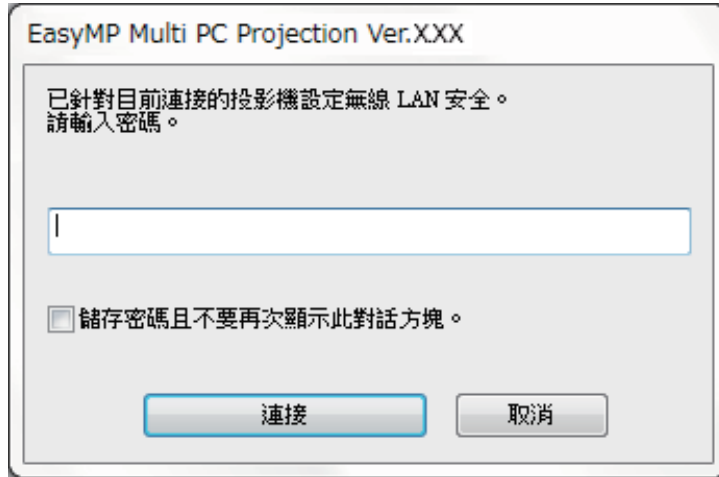 EasyMP Multi PC Projection Ver.XXX
已針對目前連接的投影機設定無線 LAN 安全。
請輸入密碼。
儲存密碼且不要再次顯示此對話方塊。
連接
取消